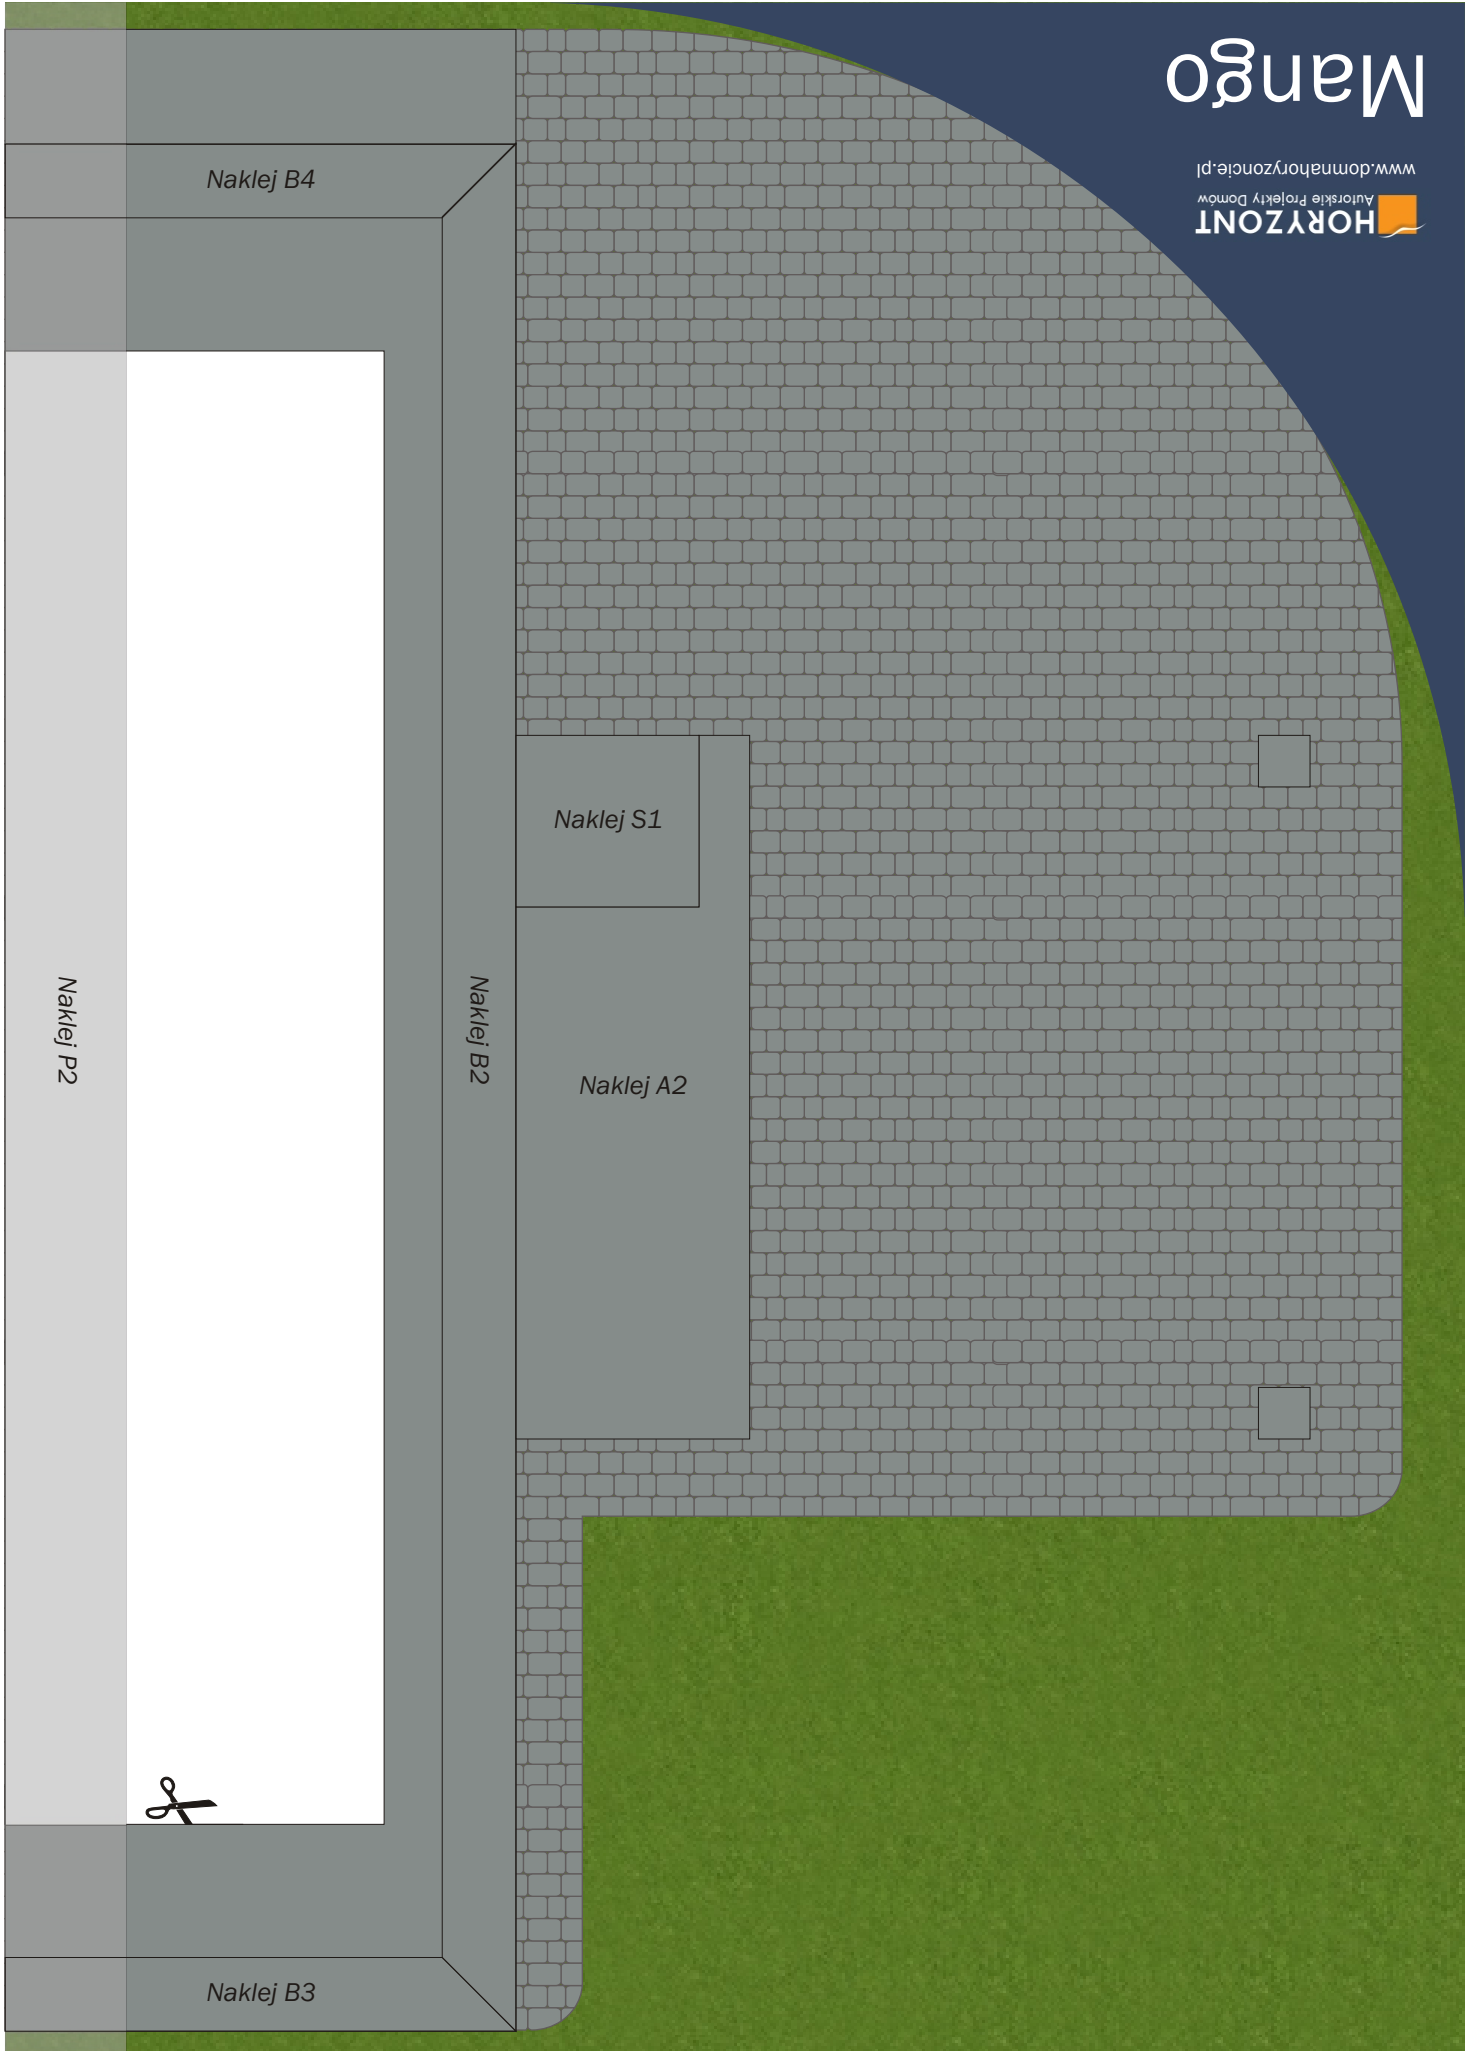 Mango
www.domnahoryzoncie.pl
Autorskie Projekty Domów
HORYZONT
Naklej B4
Naklej S1
Naklej P2
Naklej B2
Naklej A2
Naklej B3